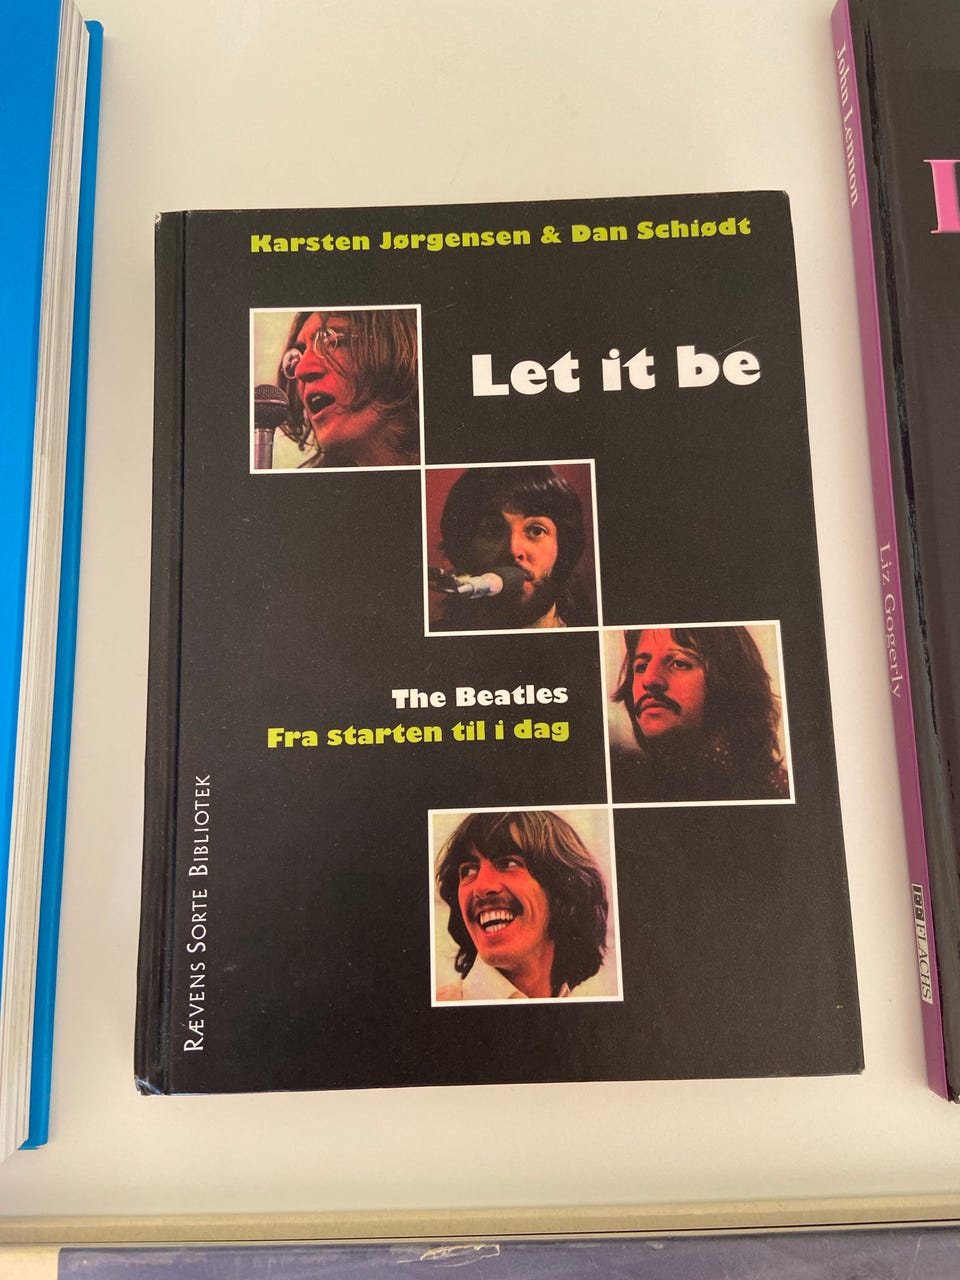 Karsten Jørgensen & Dan Schiødt
Let it be
The Beatles
Fra starten til i dag
RÆVENS SORTE BIBLIOTEK
John Lennon
Liz Gogerly
FLACHS